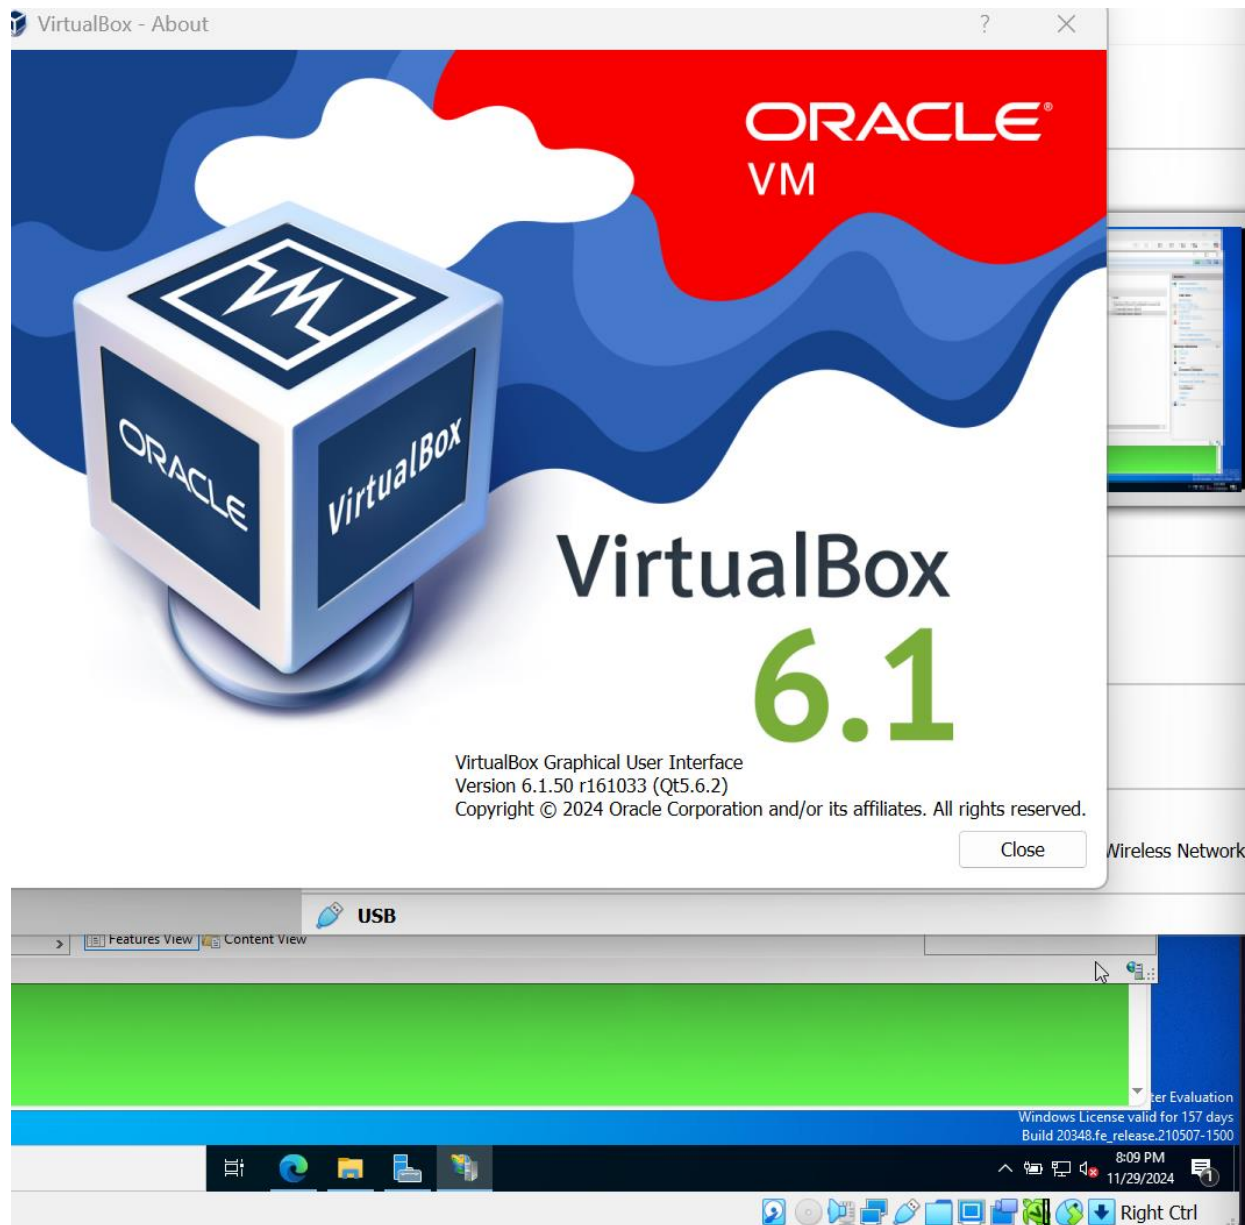 VirtualBox - About
?
ORACLE®
VM
ORACLE
VirtualBox
VirtualBox
6.1
VirtualBox Graphical User Interface
Version 6.1.50 r161033 (Qt5.6.2)
Copyright © 2024 Oracle Corporation and/or its affiliates. All rights reserved.
Close
Wireless Network
USB
Features View
Content View
Evaluation
Windows License valid for 157 days
Build 20348.fe_release.210507-1500
8:09 PM
11/29/2024
1
Right Ctrl